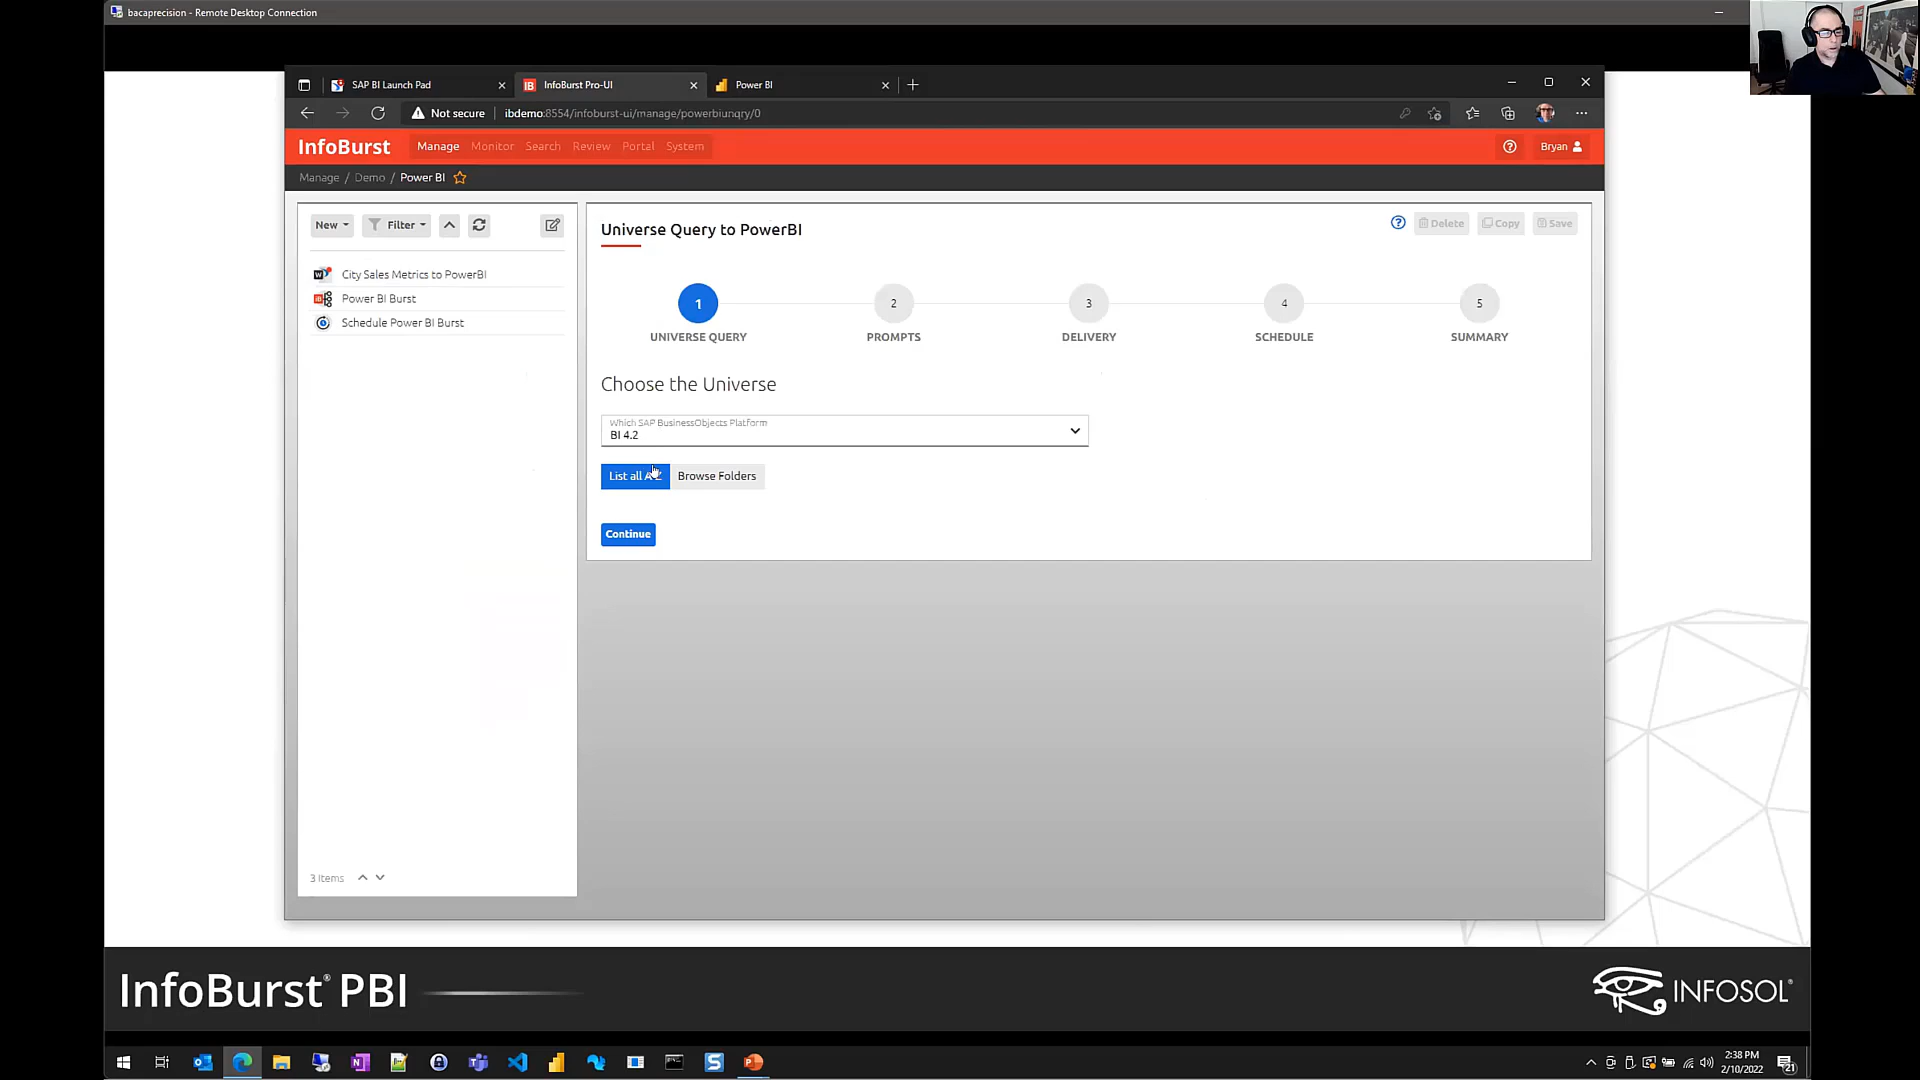 bacaprecision - Remote Desktop Connection
SAP BI Launch Pad
InfoBurst Pro-UI
Power BI
Not secure
ibdemo:8554/infoburst-ui/manage/powerbiunqry/0
InfoBurst
Manage
Monitor
Search
Review
Portal
System
Bryan
Manage / Demo / Power BI
New
Filter
City Sales Metrics to PowerBI
Power BI Burst
Schedule Power BI Burst
3 Items
Universe Query to PowerBI
Delete
Copy
Save
1
2
3
4
5
UNIVERSE QUERY
PROMPTS
DELIVERY
SCHEDULE
SUMMARY
Choose the Universe
Which SAP BusinessObjects Platform
BI 4.2
List all
Browse Folders
Continue
InfoBurst® PBI
INFOSOL®
2:38 PM
2/10/2022
21